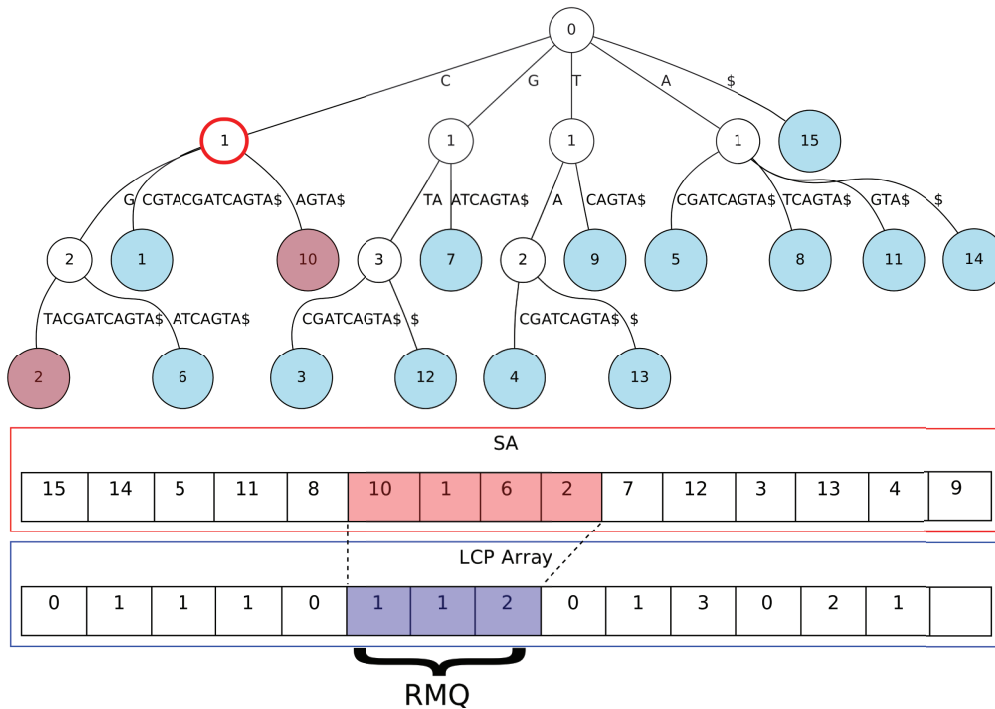 0
C G T A $
1 1 1 1 15
G CGTACGATCAGTA$ AGTA$ TA ATCAGTA$ A CAGTA$ CGATCAGTA$ TCAGTA$ GTA$ $
2 1 10 3 7 2 9 5 8 11 14
TACGATCAGTA$ ATCAGTA$ CGATCAGTA$ $ CGATCAGTA$ $
2 6 3 12 4 13
SA
15 14 5 11 8 10 1 6 2 7 12 3 13 4 9
LCP Array
0 1 1 1 0 1 1 2 0 1 3 0 2 1
RMQ